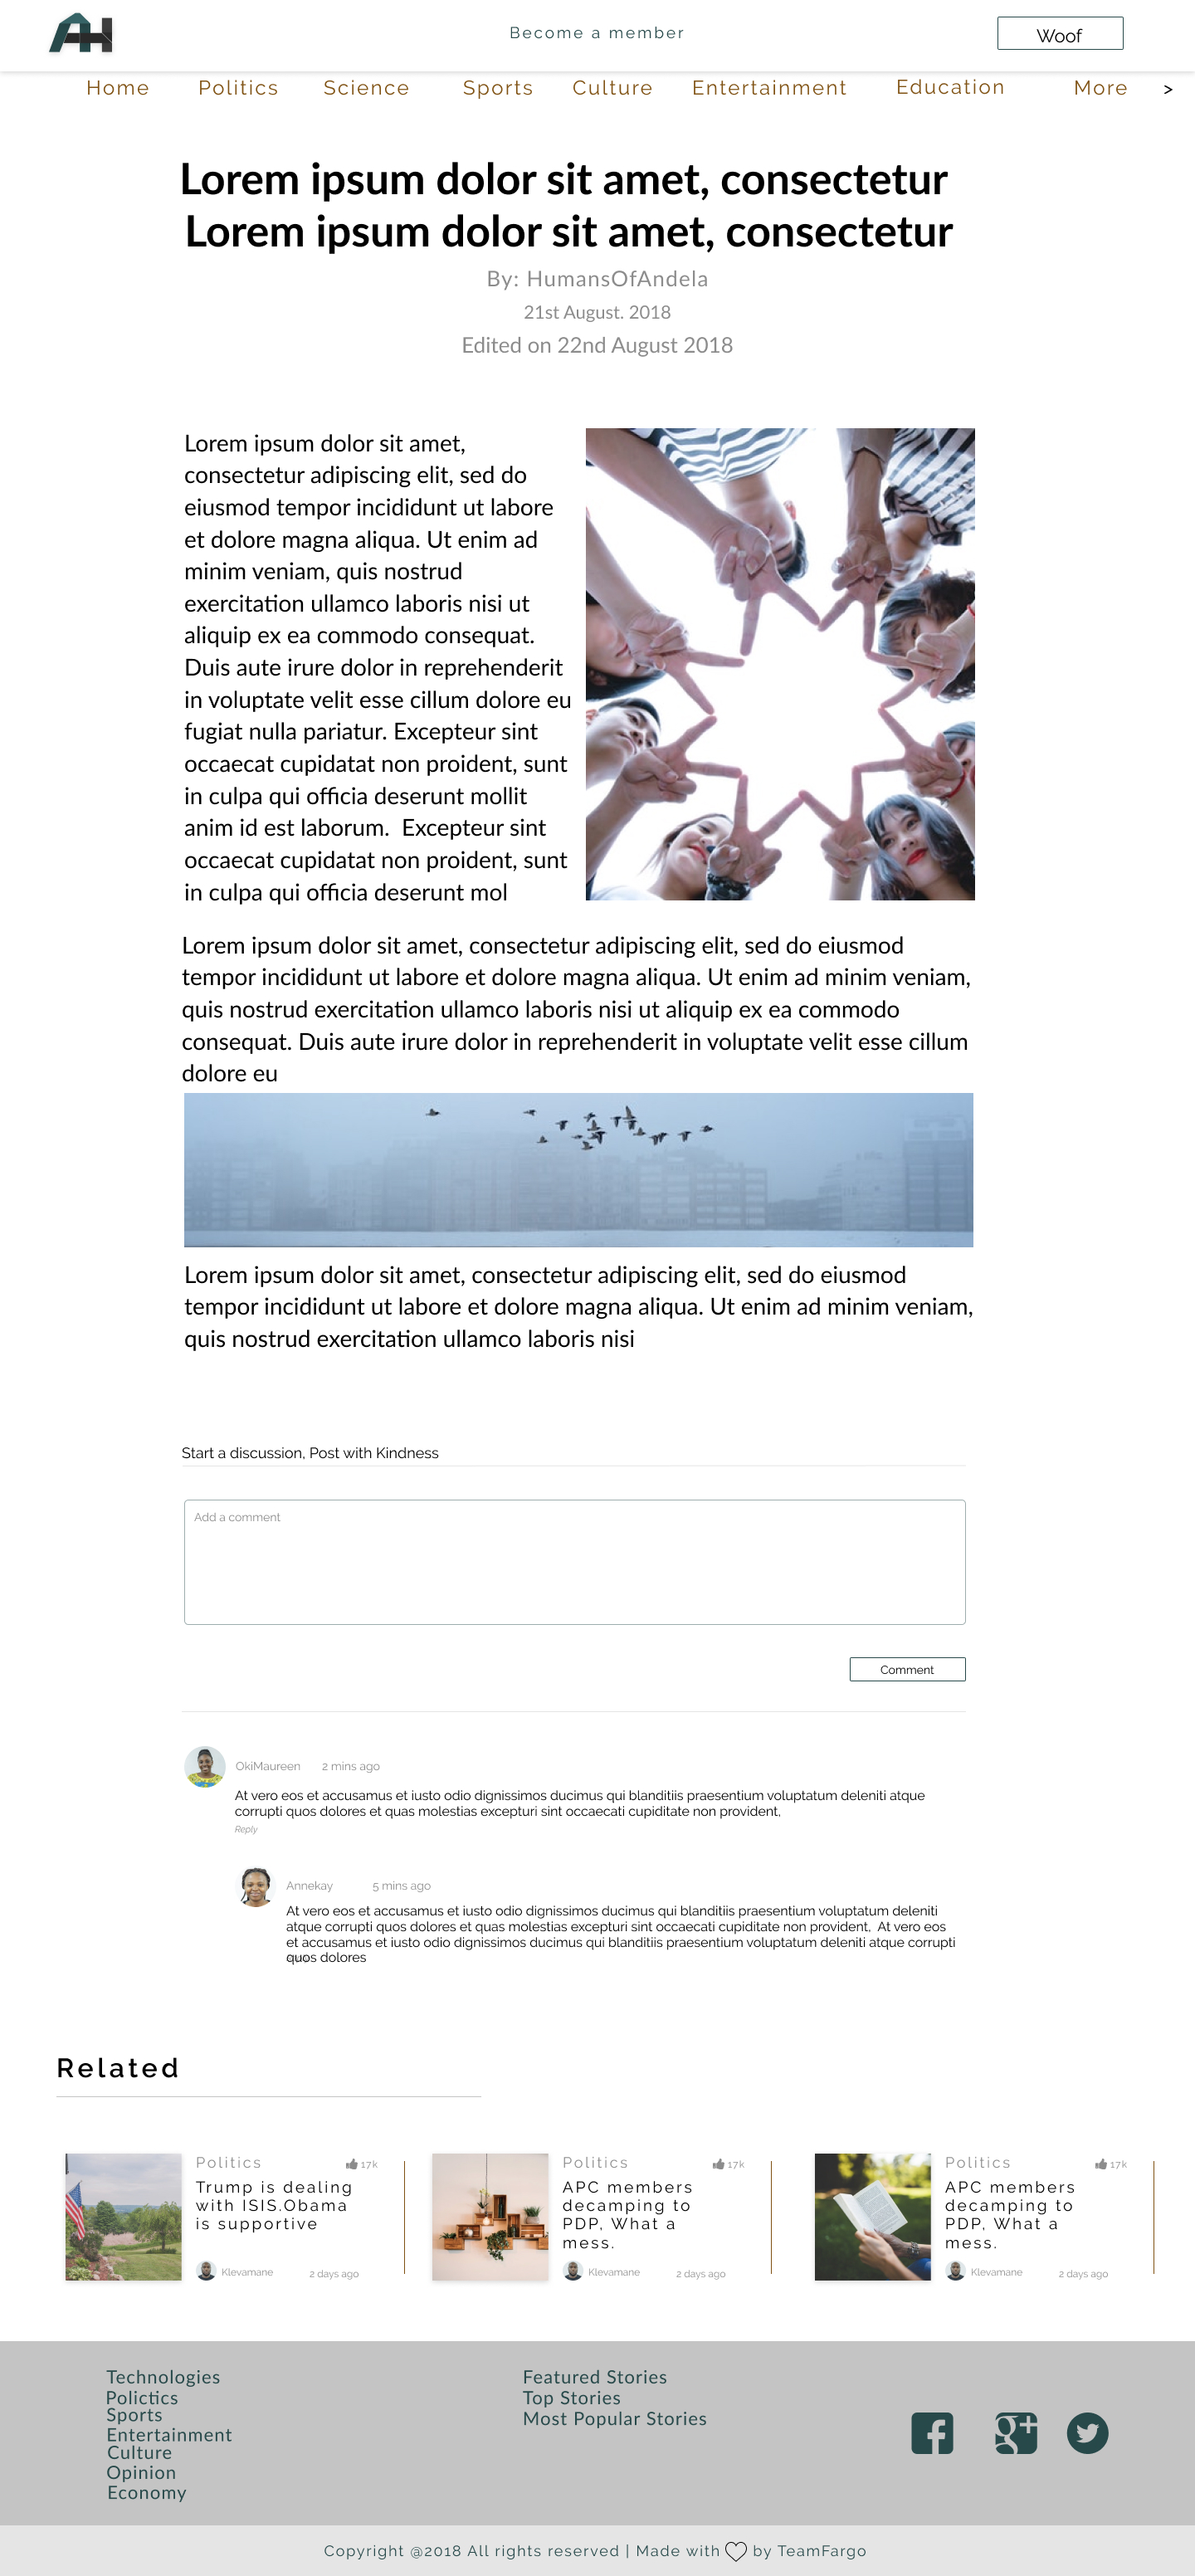 AH
Become a member
Woof
Home Politics Science Sports Culture Entertainment Education More >
Lorem ipsum dolor sit amet, consectetur
Lorem ipsum dolor sit amet, consectetur
By: HumansOfAndela
21st August. 2018
Edited on 22nd August 2018
Lorem ipsum dolor sit amet,
consectetur adipiscing elit, sed do
eiusmod tempor incididunt ut labore
et dolore magna aliqua. Ut enim ad
minim veniam, quis nostrud
exercitation ullamco laboris nisi ut
aliquip ex ea commodo consequat.
Duis aute irure dolor in reprehenderit
in voluptate velit esse cillum dolore eu
fugiat nulla pariatur. Excepteur sint
occaecat cupidatat non proident, sunt
in culpa qui officia deserunt mollit
anim id est laborum.  Excepteur sint
occaecat cupidatat non proident, sunt
in culpa qui officia deserunt mol
Lorem ipsum dolor sit amet, consectetur adipiscing elit, sed do eiusmod
tempor incididunt ut labore et dolore magna aliqua. Ut enim ad minim veniam,
quis nostrud exercitation ullamco laboris nisi ut aliquip ex ea commodo
consequat. Duis aute irure dolor in reprehenderit in voluptate velit esse cillum
dolore eu
Lorem ipsum dolor sit amet, consectetur adipiscing elit, sed do eiusmod
tempor incididunt ut labore et dolore magna aliqua. Ut enim ad minim veniam,
quis nostrud exercitation ullamco laboris nisi
Start a discussion, Post with Kindness
Add a comment
Comment
OkiMaureen 2 mins ago
At vero eos et accusamus et iusto odio dignissimos ducimus qui blanditiis praesentium voluptatum deleniti atque
corrupti quos dolores et quas molestias excepturi sint occaecati cupiditate non provident,
Reply
Annekay 5 mins ago
At vero eos et accusamus et iusto odio dignissimos ducimus qui blanditiis praesentium voluptatum deleniti
atque corrupti quos dolores et quas molestias excepturi sint occaecati cupiditate non provident,  At vero eos
et accusamus et iusto odio dignissimos ducimus qui blanditiis praesentium voluptatum deleniti atque corrupti
quos dolores
Related
Politics 17k
Trump is dealing
with ISIS.Obama
is supportive
Klevamane 2 days ago
Politics 17k
APC members
decamping to
PDP, What a
mess.
Klevamane 2 days ago
Politics 17k
APC members
decamping to
PDP, What a
mess.
Klevamane 2 days ago
Technologies
Polictics
Sports
Entertainment
Culture
Opinion
Economy
Featured Stories
Top Stories
Most Popular Stories
Copyright @2018 All rights reserved | Made with by TeamFargo